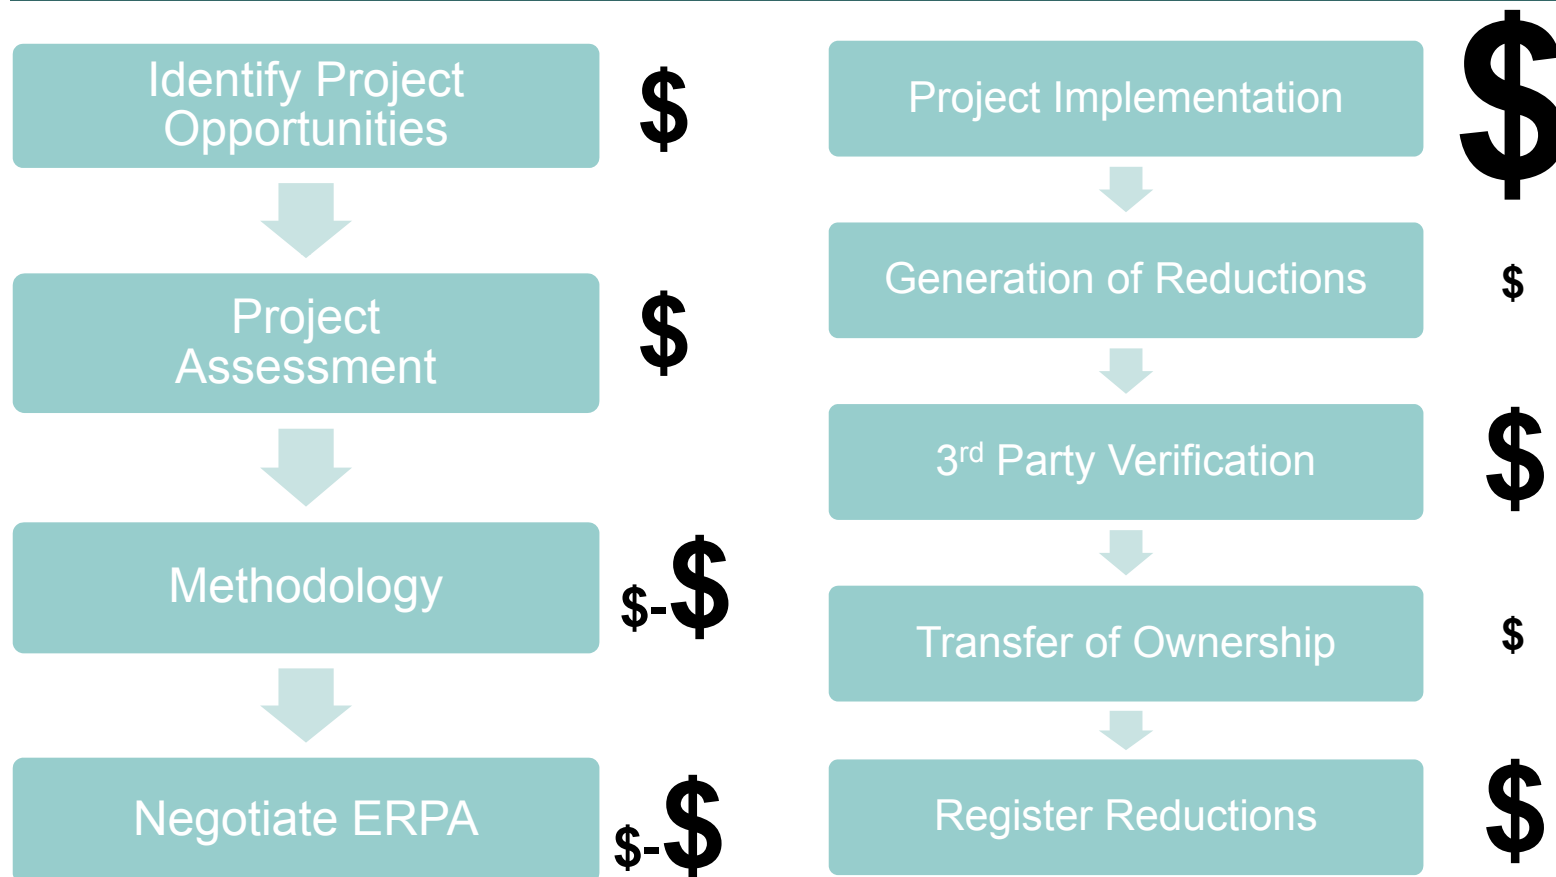 Identify Project
Opportunities
$
Project
Assessment
$
Methodology
$-$
Negotiate ERPA
$-$
Project Implementation
$
Generation of Reductions
$
3rd Party Verification
$
Transfer of Ownership
$
Register Reductions
$